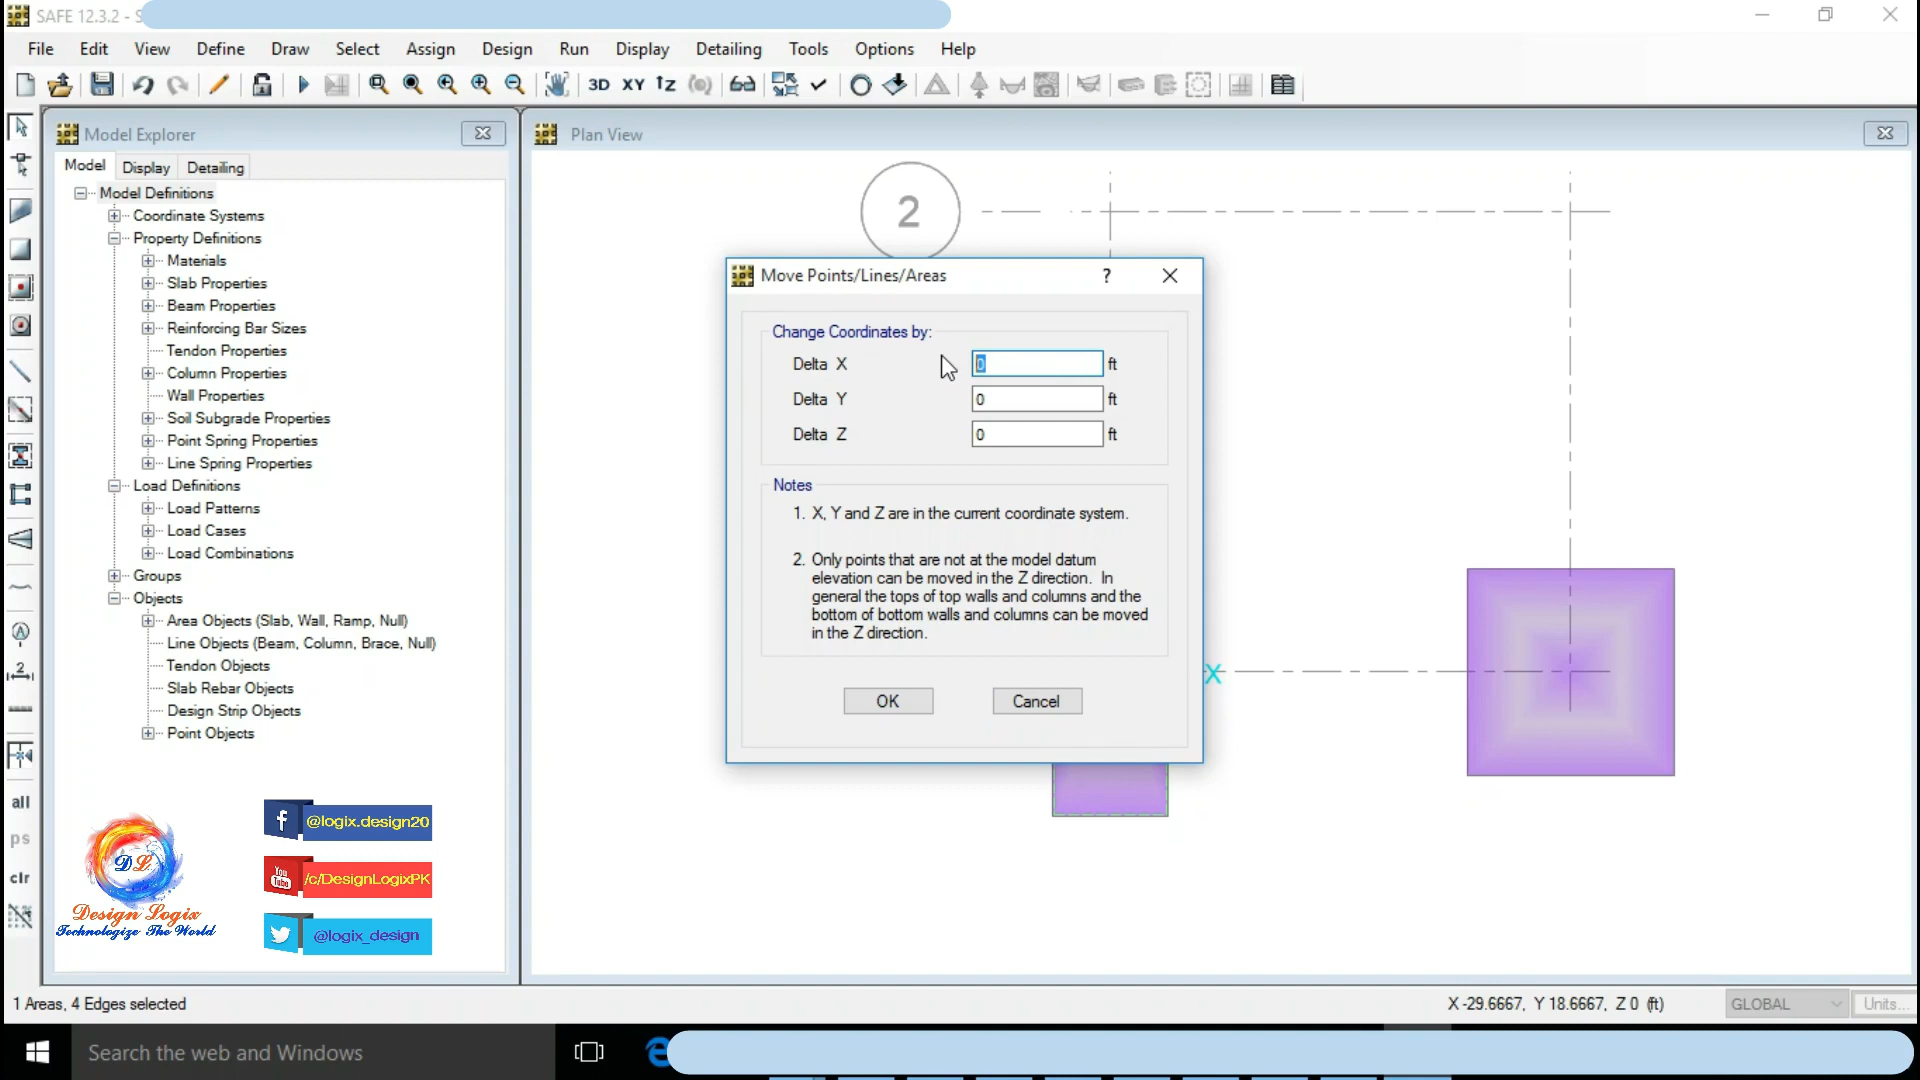 SAFE 12.3.2 - S
File Edit View Define Draw Select Assign Design Run Display Detailing Tools Options Help
3D XY
Model Explorer
Plan View
Model Display Detailing
Model Definitions
Coordinate Systems
Property Definitions
Materials
Slab Properties
Beam Properties
Reinforcing Bar Sizes
Tendon Properties
Column Properties
Wall Properties
Soil Subgrade Properties
Point Spring Properties
Line Spring Properties
Load Definitions
Load Patterns
Load Cases
Load Combinations
Groups
Objects
Area Objects (Slab, Wall, Ramp, Null)
Line Objects (Beam, Column, Brace, Null)
Tendon Objects
Slab Rebar Objects
Design Strip Objects
Point Objects
all
ps
clr
DL
Design Logix
Technologize The World
f @logix.design20
You Tube /c/DesignLogixPK
@logix_design
2
Move Points/Lines/Areas ?
Change Coordinates by:
Delta X 0 ft
Delta Y 0 ft
Delta Z 0 ft
Notes
1. X, Y and Z are in the current coordinate system.
2. Only points that are not at the model datum
elevation can be moved in the Z direction. In
general the tops of top walls and columns and the
bottom of bottom walls and columns can be moved
in the Z direction.
OK Cancel
X
1 Areas, 4 Edges selected
X -29.6667, Y 18.6667, Z 0 (ft)
GLOBAL
Units...
Search the web and Windows